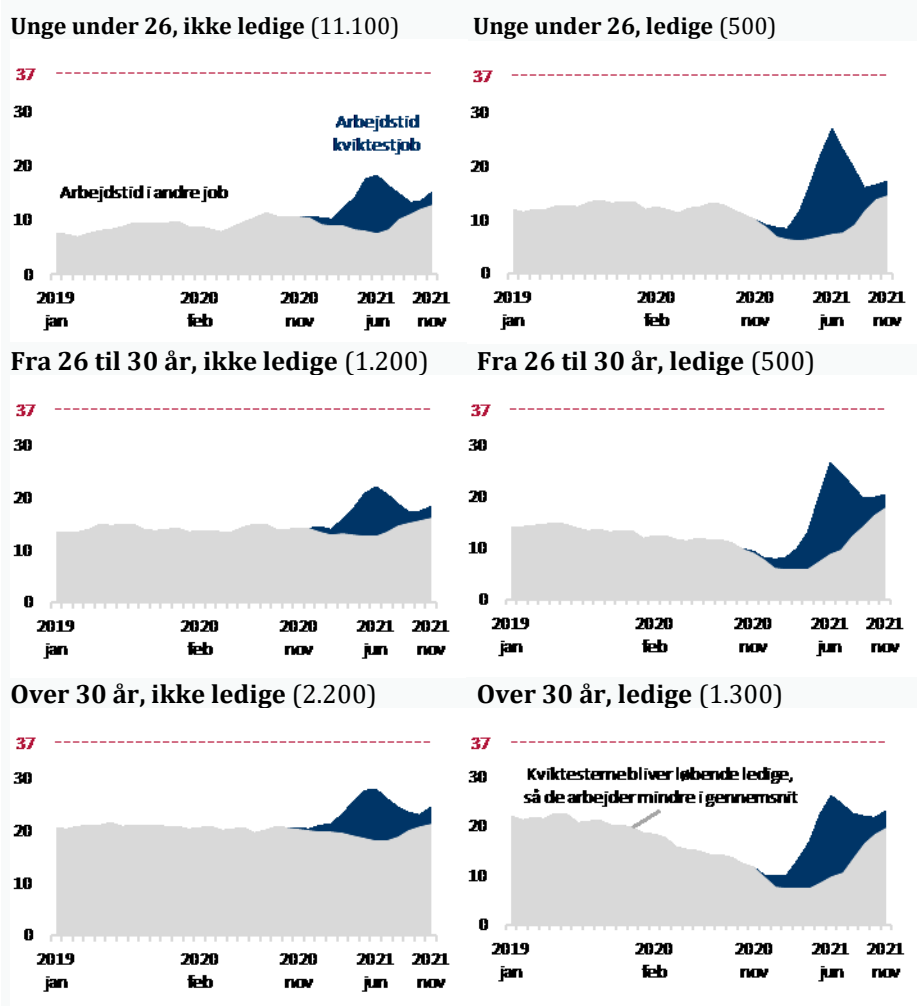 Unge under 26, ikke ledige (11.100)
37
30
20
10
0
Arbejdstid
kviktestjob
Arbejdstid i andre job
2019 2020 2020 2021 2021
jan feb nov jun nov
Unge under 26, ledige (500)
37
30
20
10
0
2019 2020 2020 2021 2021
jan feb nov jun nov
Fra 26 til 30 år, ikke ledige (1.200)
37
30
20
10
0
2019 2020 2020 2021 2021
jan feb nov jun nov
Fra 26 til 30 år, ledige (500)
37
30
20
10
0
2019 2020 2020 2021 2021
jan feb nov jun nov
Over 30 år, ikke ledige (2.200)
37
30
20
10
0
2019 2020 2020 2021 2021
jan feb nov jun nov
Over 30 år, ledige (1.300)
37
30
20
10
0
Kviktesterne bliver løbende ledige,
så de arbejder mindre i gennemsnit
2019 2020 2020 2021 2021
jan feb nov jun nov